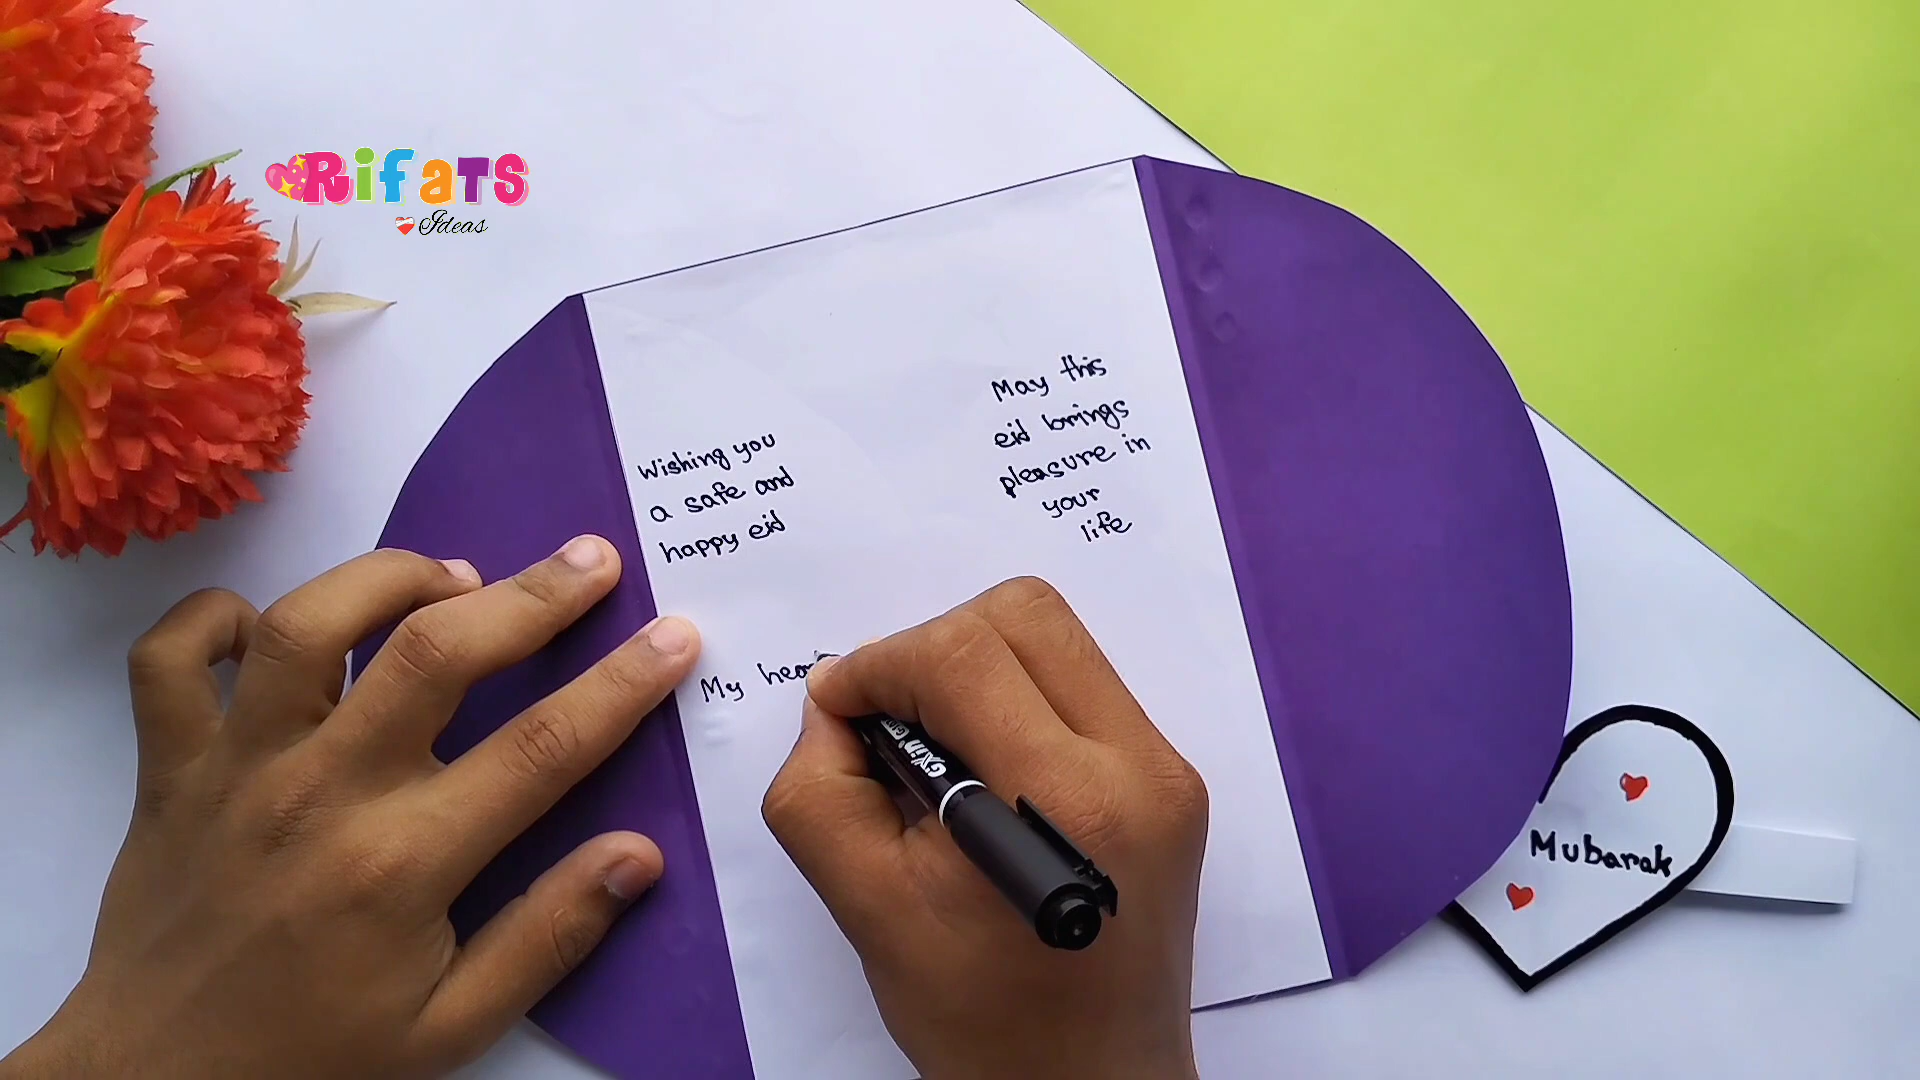 RifaTS
Ideas
Wishing you
a safe and
happy eid
May this
eid brings
pleasure in
your
life
My
Mubarak